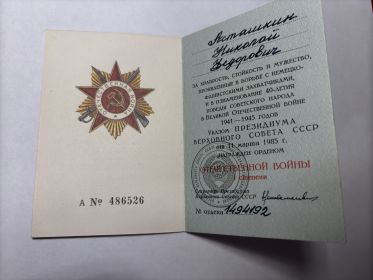 А № 486526
Асташкин
Николай
Федорович
ЗА ХРАБРОСТЬ, СТОЙКОСТЬ И МУЖЕСТВО,
ПРОЯВЛЕННЫЕ В БОРЬБЕ С НЕМЕЦКО-
ФАШИСТСКИМИ ЗАХВАТЧИКАМИ,
И В ОЗНАМЕНОВАНИЕ 40-ЛЕТИЯ
ПОБЕДЫ СОВЕТСКОГО НАРОДА
В ВЕЛИКОЙ ОТЕЧЕСТВЕННОЙ ВОЙНЕ
1941—1945 ГОДОВ
УКАЗОМ ПРЕЗИДИУМА
ВЕРХОВНОГО СОВЕТА СССР
от 11 марта 1985 г.
НАГРАЖДЕН ОРДЕНОМ
ОТЕЧЕСТВЕННОЙ ВОЙНЫ
степени
Секретарь Президиума
Верховного Совета СССР
№ ордена 1494192